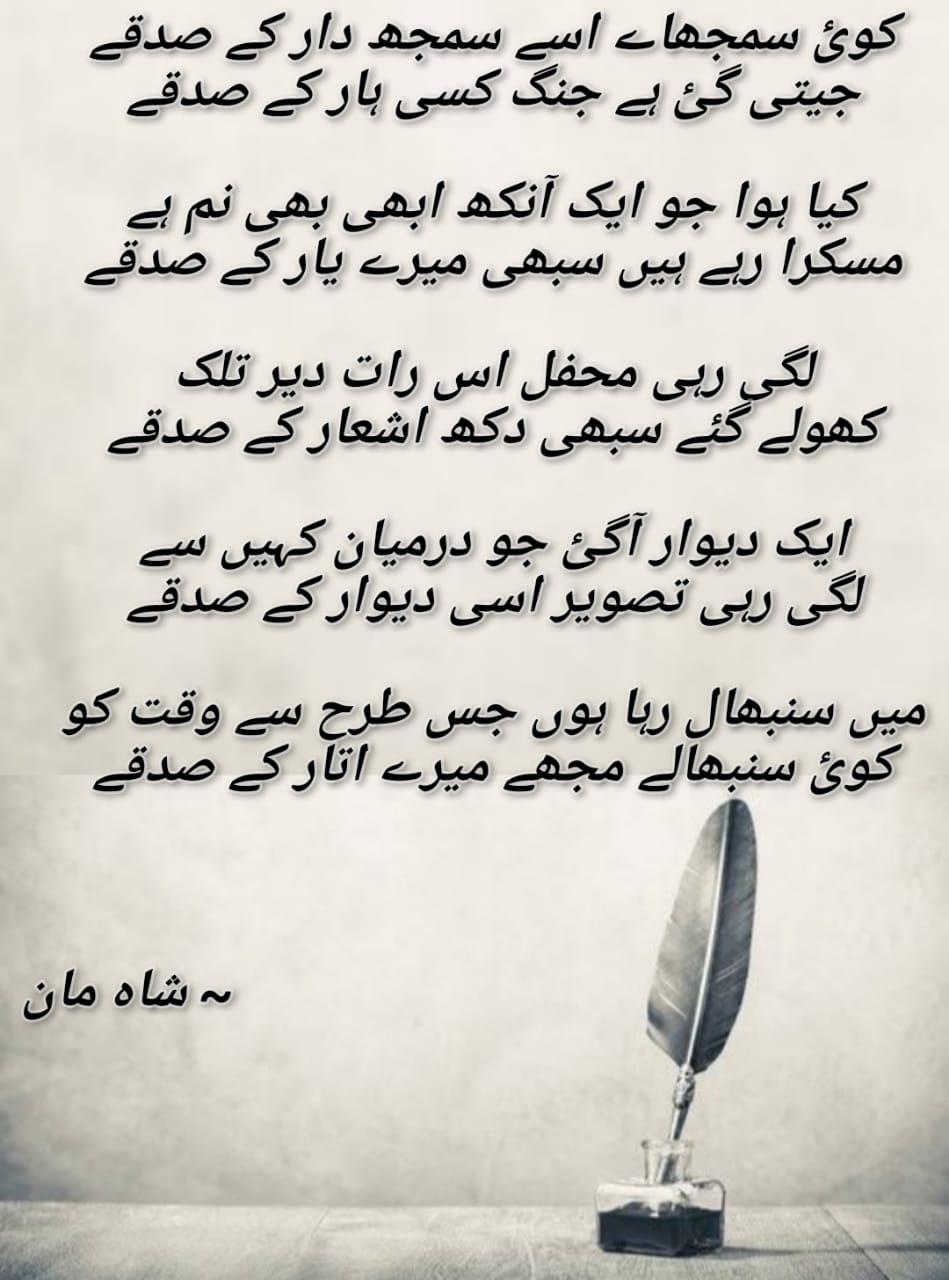 کوئ سمجھاے اسے سمجھ دار کے صدقے
جیتی گئ ہے جنگ کسی ہار کے صدقے
کیا ہوا جو ایک آنکھ ابھی بھی نم ہے
مسکرا رہے ہیں سبھی میرے یار کے صدقے
لگی رہی محفل اس رات دیر تلک
کھولے گئے سبھی دکھ اشعار کے صدقے
ایک دیوار آگئ جو درمیان کہیں سے
لگی رہی تصویر اسی دیوار کے صدقے
میں سنبھال رہا ہوں جس طرح سے وقت کو
کوئ سنبھالے مجھے میرے اتار کے صدقے
~ شاہ مان